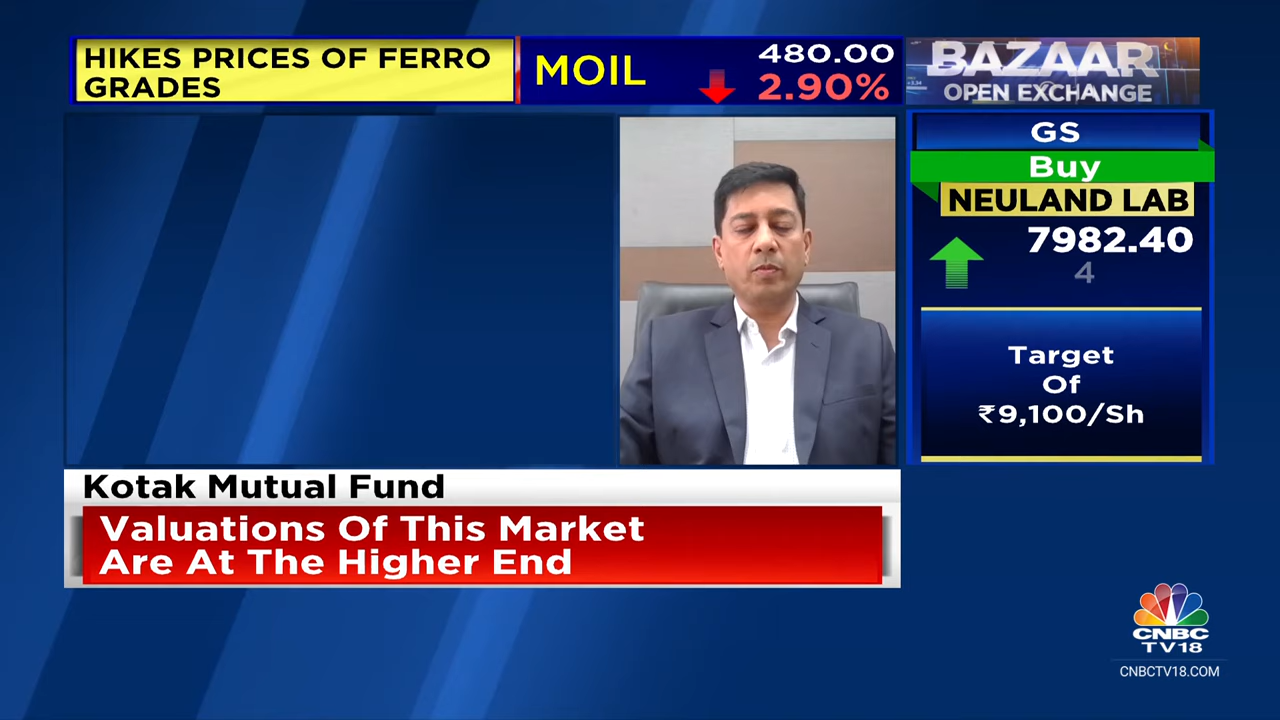 HIKES PRICES OF FERRO
GRADES
MOIL
480.00
2.90%
BAZAAR
OPEN EXCHANGE
GS
Buy
NEULAND LAB
7982.40
4
Target
Of
₹9,100/Sh
Kotak Mutual Fund
Valuations Of This Market
Are At The Higher End
CNBC
TV18
CNBCTV18.COM